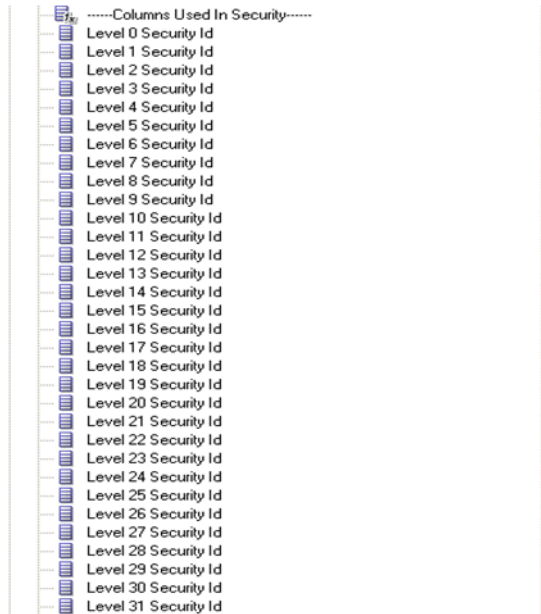 ------Columns Used In Security------
Level 0 Security Id
Level 1 Security Id
Level 2 Security Id
Level 3 Security Id
Level 4 Security Id
Level 5 Security Id
Level 6 Security Id
Level 7 Security Id
Level 8 Security Id
Level 9 Security Id
Level 10 Security Id
Level 11 Security Id
Level 12 Security Id
Level 13 Security Id
Level 14 Security Id
Level 15 Security Id
Level 16 Security Id
Level 17 Security Id
Level 18 Security Id
Level 19 Security Id
Level 20 Security Id
Level 21 Security Id
Level 22 Security Id
Level 23 Security Id
Level 24 Security Id
Level 25 Security Id
Level 26 Security Id
Level 27 Security Id
Level 28 Security Id
Level 29 Security Id
Level 30 Security Id
Level 31 Security Id